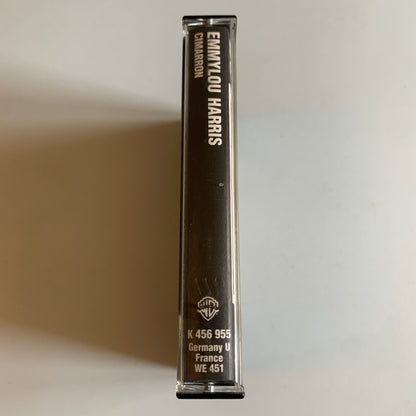 EMMYLOU HARRIS
CIMARRON
K 456 955
Germany U
France
WE 451